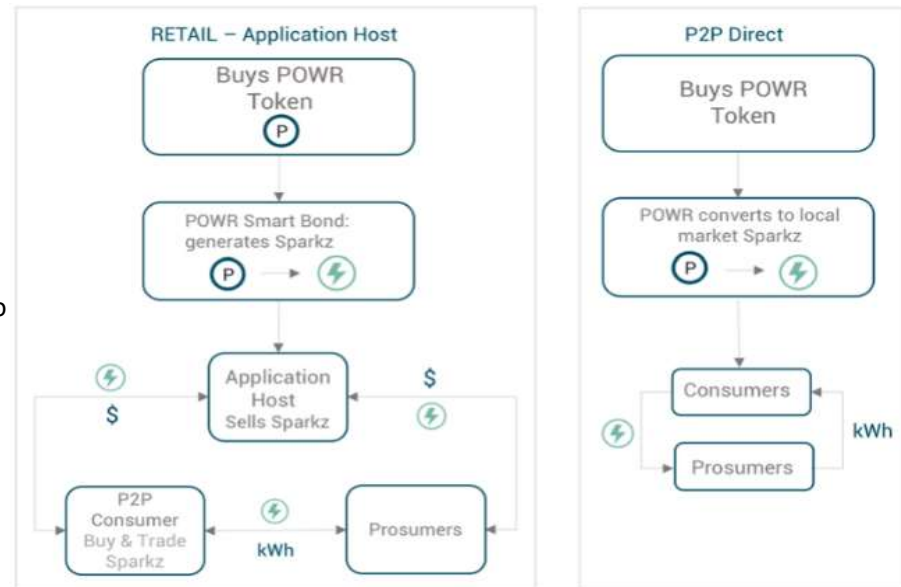 RETAIL – Application Host
Buys POWR
Token
P
POWR Smart Bond:
generates Sparkz
P
Application
Host
Sells Sparkz
$
$
P2P
Consumer
Buy & Trade
Sparkz
kWh
Prosumers
P2P Direct
Buys POWR
Token
POWR converts to local
market Sparkz
P
Consumers
kWh
Prosumers